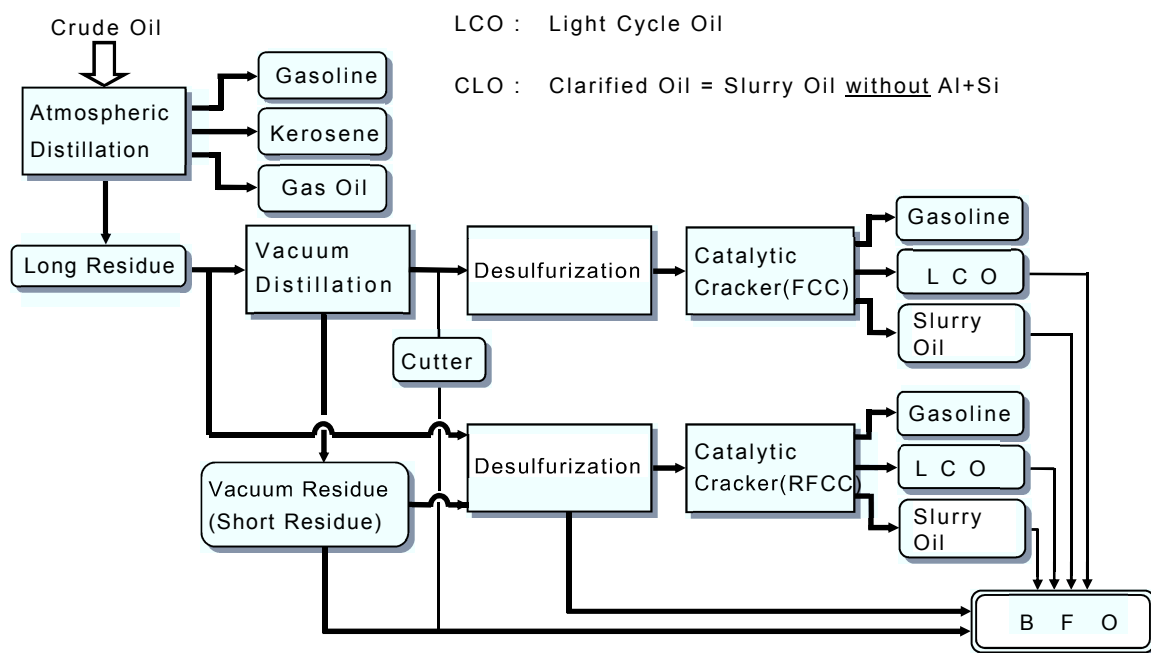 Crude Oil
LCO : Light Cycle Oil
CLO : Clarified Oil = Slurry Oil without Al+Si
Atmospheric
Distillation
Gasoline
Kerosene
Gas Oil
Long Residue
Vacuum
Distillation
Desulfurization
Catalytic
Cracker(FCC)
Gasoline
L C O
Slurry
Oil
Cutter
Vacuum Residue
(Short Residue)
Desulfurization
Catalytic
Cracker(RFCC)
Gasoline
L C O
Slurry
Oil
B F O